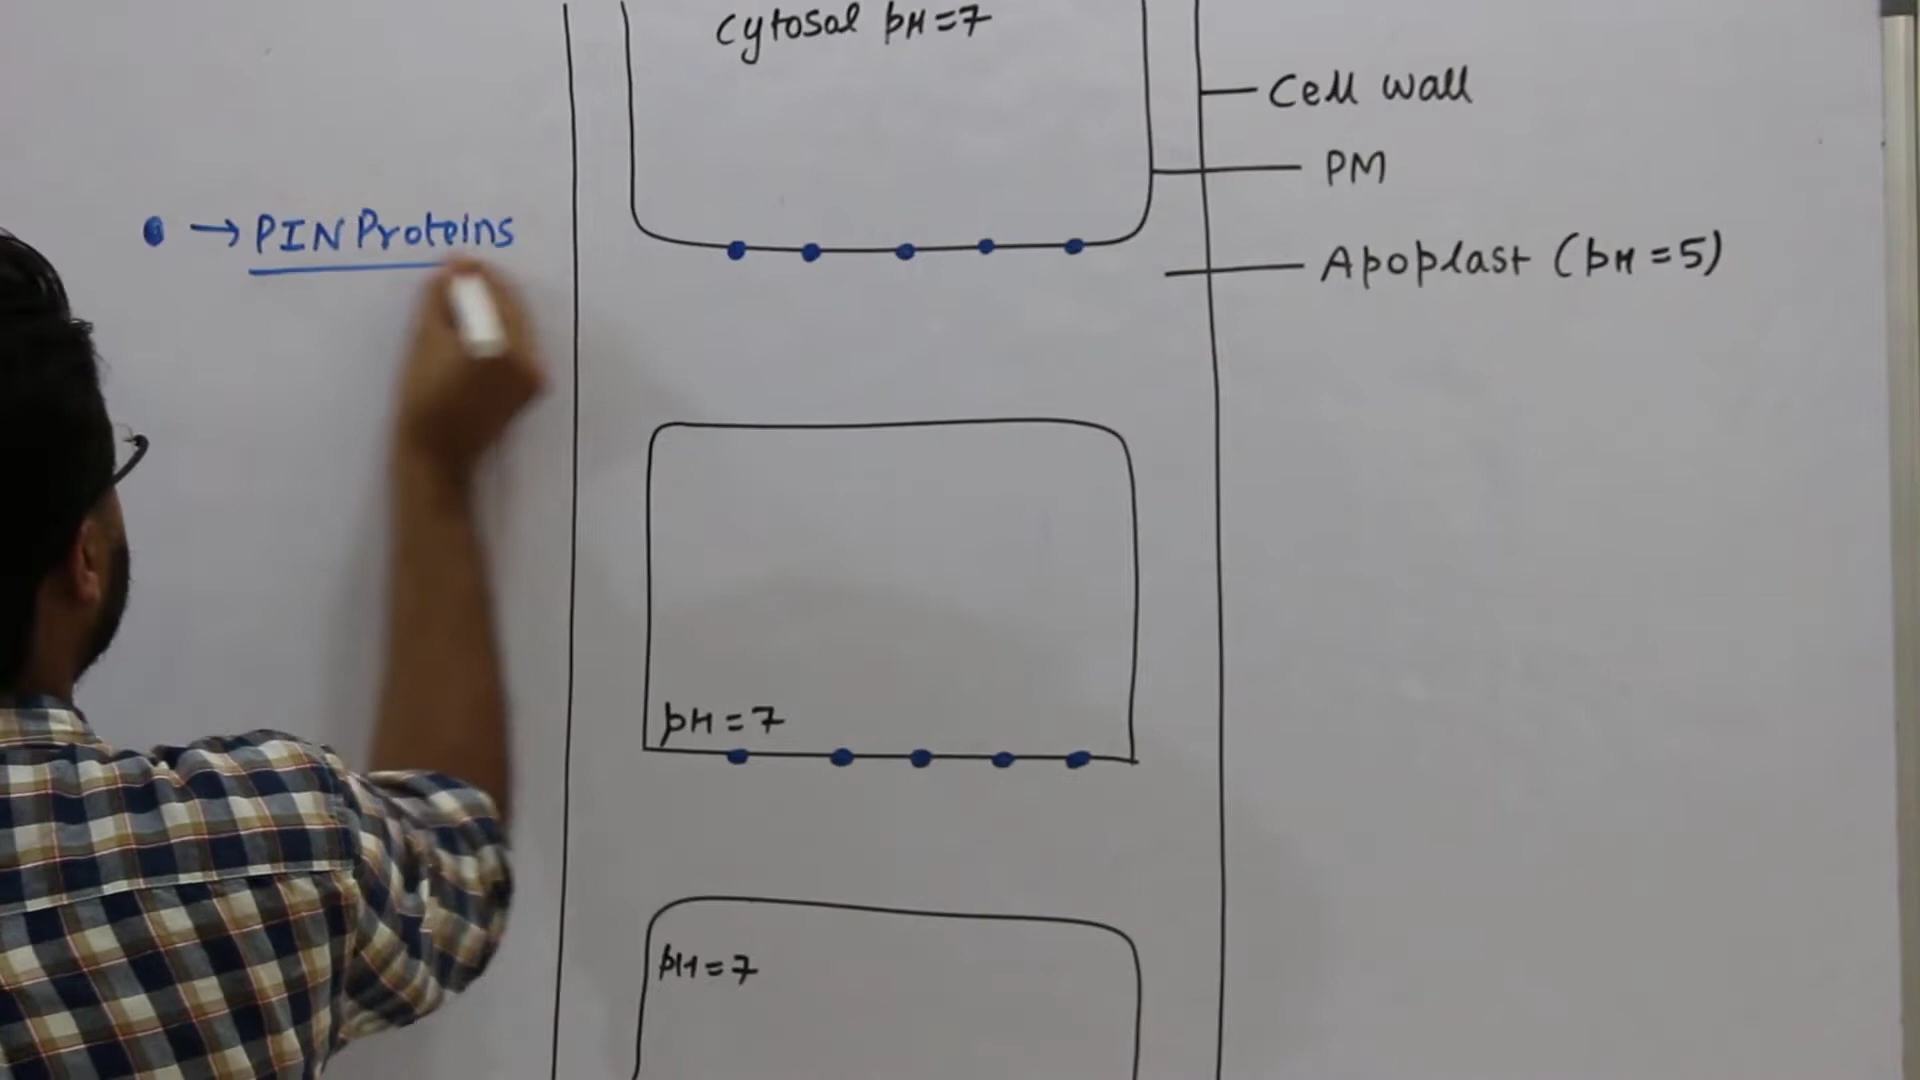 Cytosol pH=7
Cell wall
PM
→ PIN Proteins
Apoplast (pH=5)
pH=7
pH=7